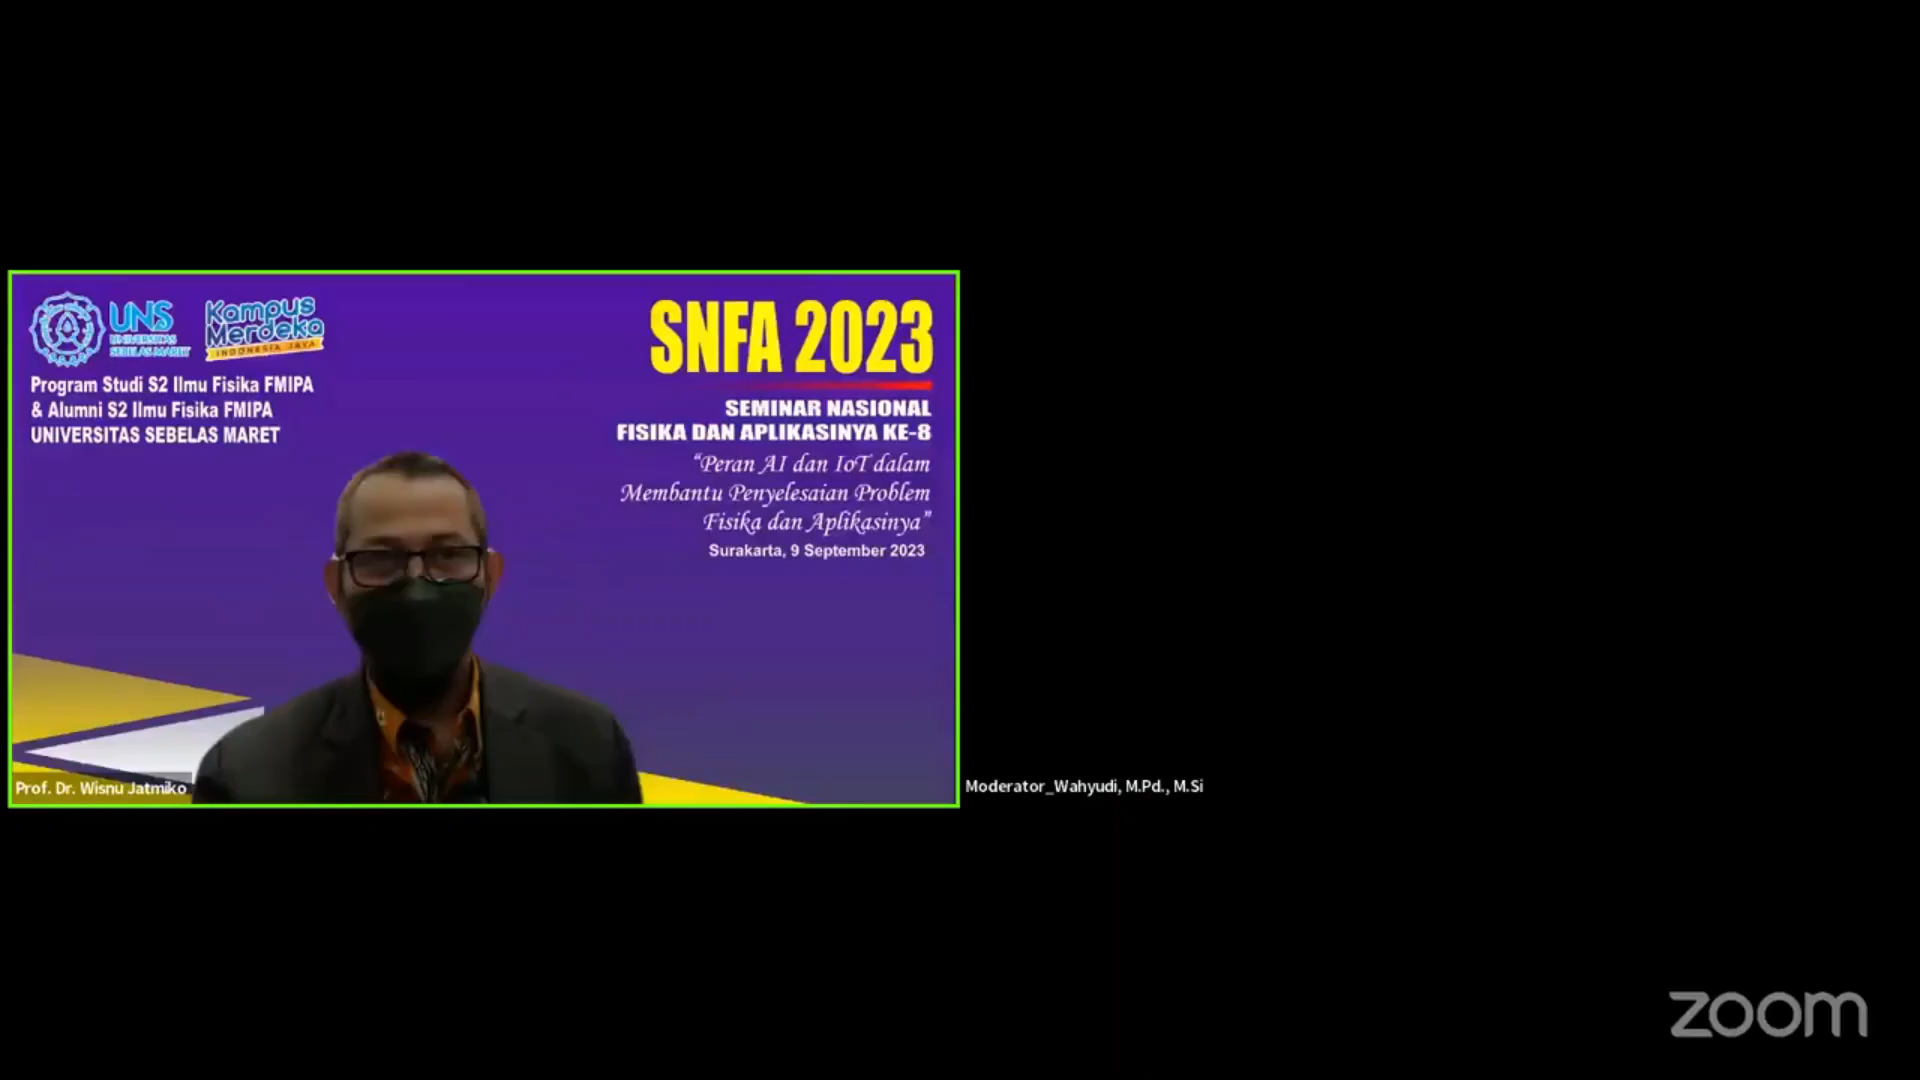 UNS
UNIVERSITAS
SEBELAS MARET
Kampus
Merdeka
INDONESIA JAYA
Program Studi S2 Ilmu Fisika FMIPA
& Alumni S2 Ilmu Fisika FMIPA
UNIVERSITAS SEBELAS MARET
SNFA 2023
SEMINAR NASIONAL
FISIKA DAN APLIKASINYA KE-8
“Peran AI dan IoT dalam
Membantu Penyelesaian Problem
Fisika dan Aplikasinya”
Surakarta, 9 September 2023
Prof. Dr. Wisnu Jatmiko
Moderator_Wahyudi, M.Pd., M.Si
zoom